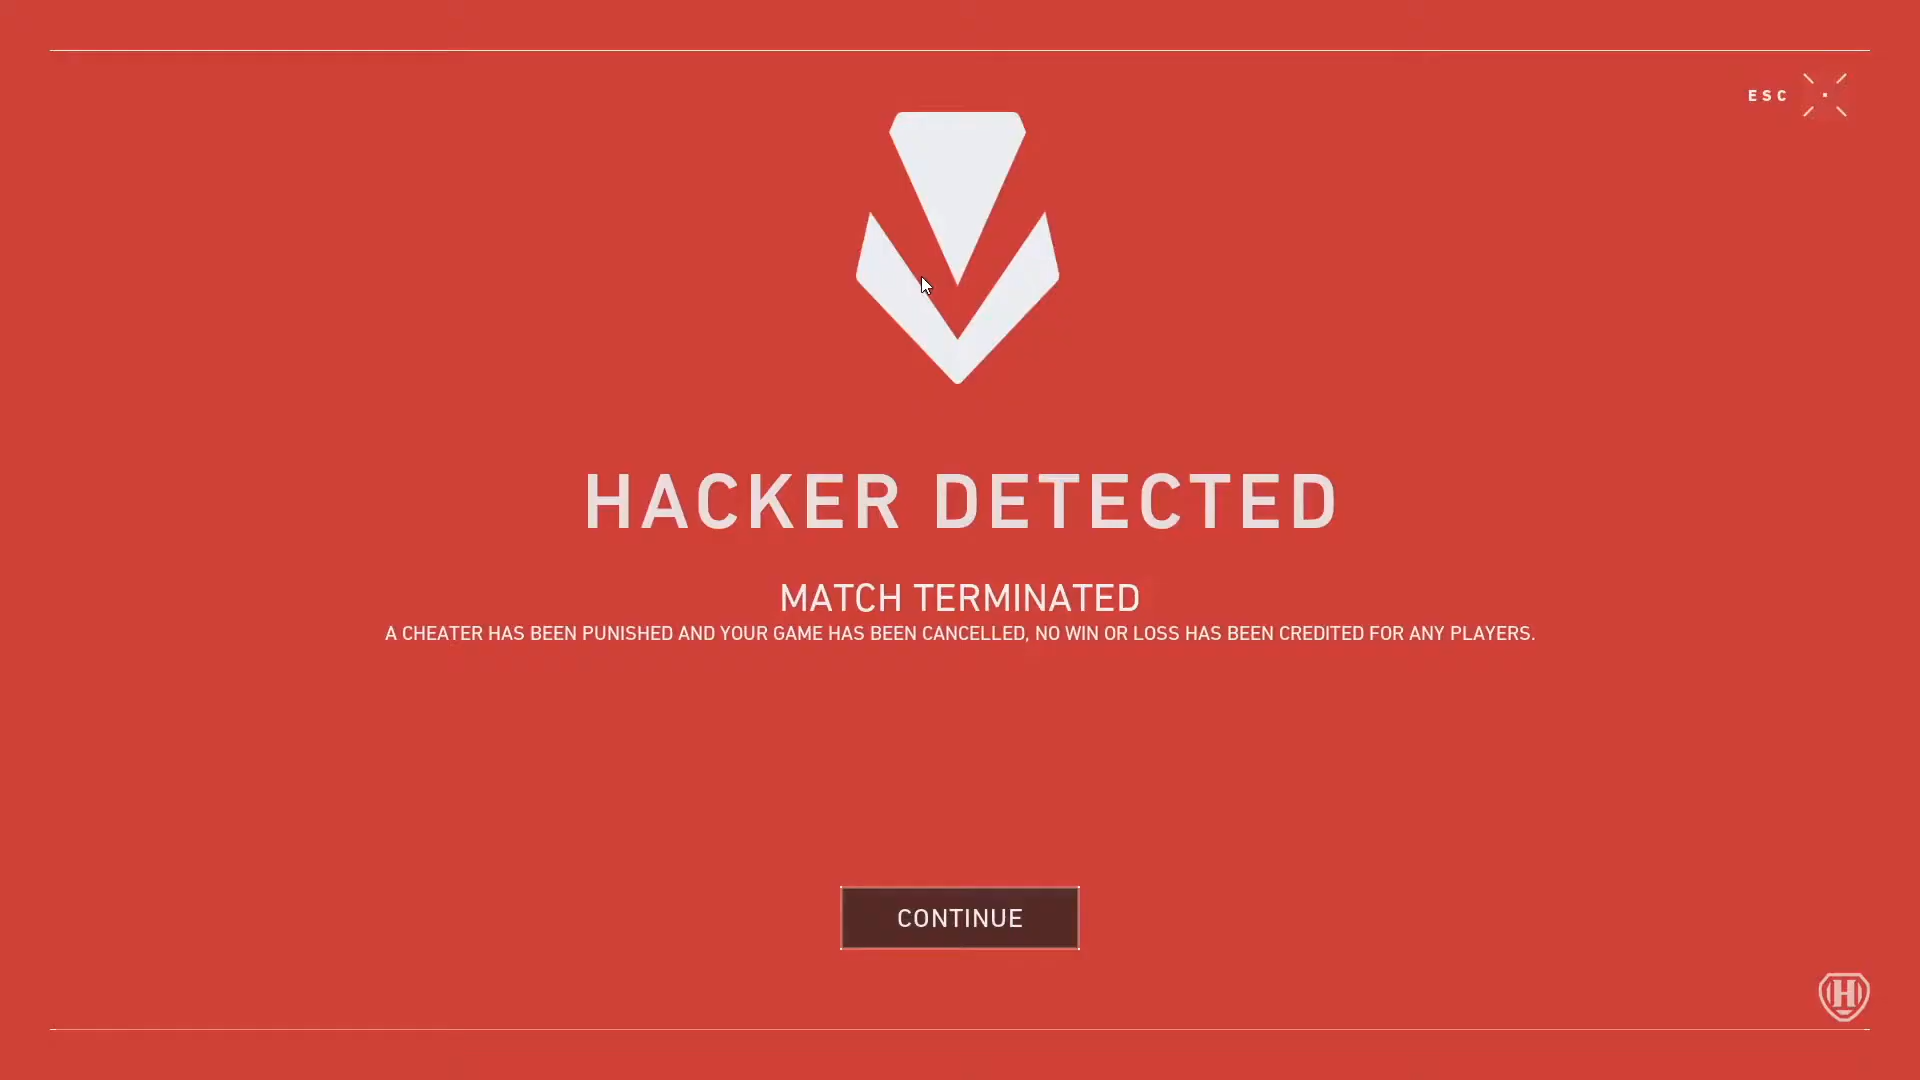 ESC
HACKER DETECTED
MATCH TERMINATED
A CHEATER HAS BEEN PUNISHED AND YOUR GAME HAS BEEN CANCELLED, NO WIN OR LOSS HAS BEEN CREDITED FOR ANY PLAYERS.
CONTINUE
H